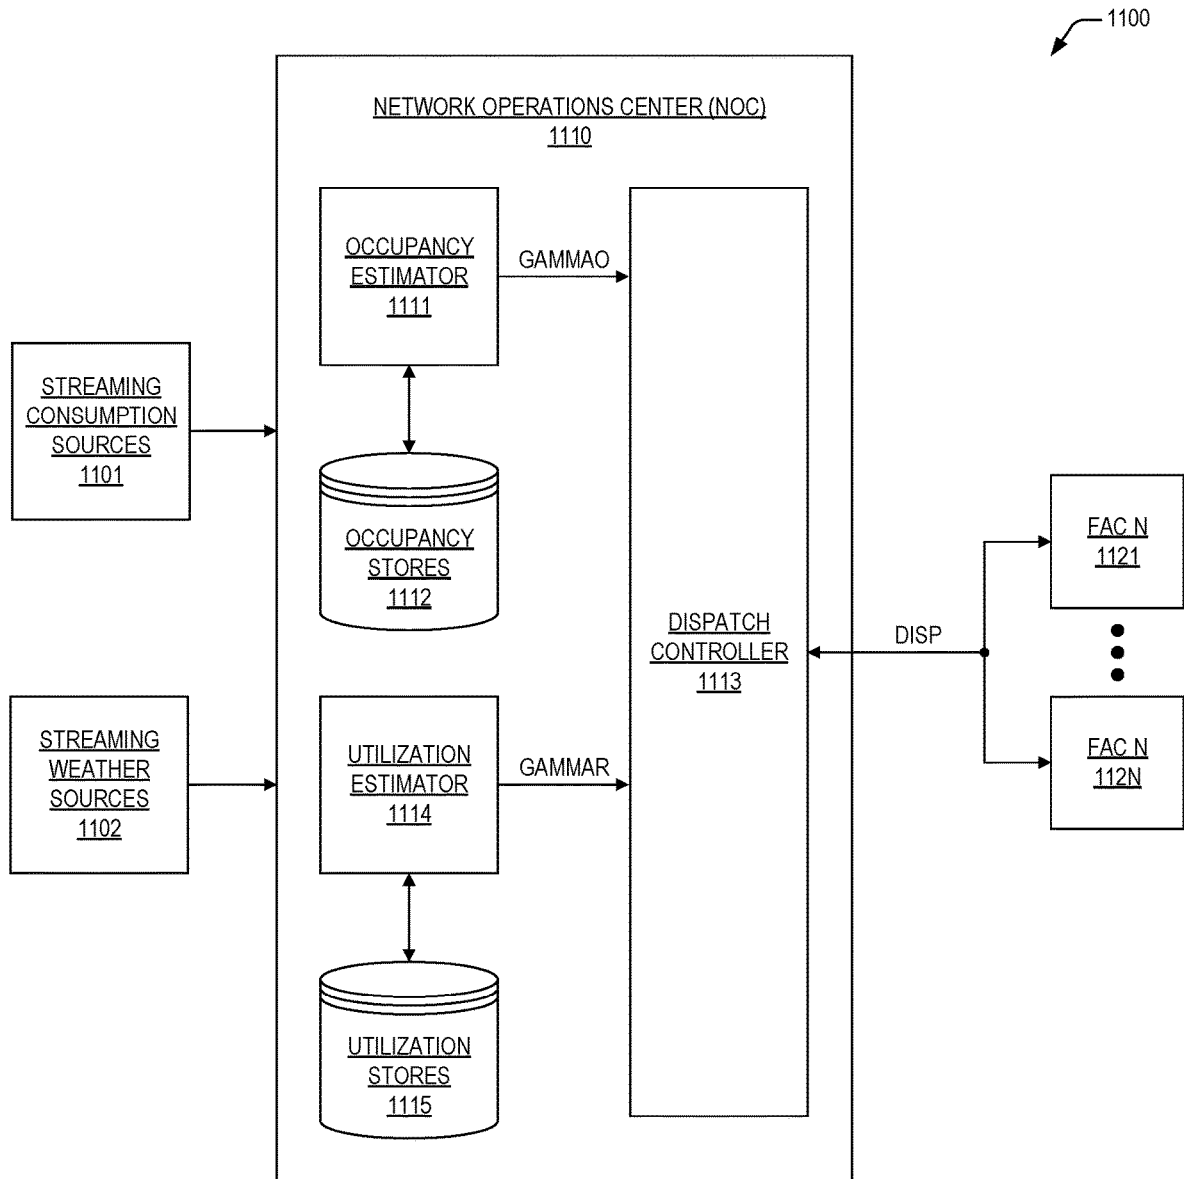 1100
NETWORK OPERATIONS CENTER (NOC)
1110
OCCUPANCY
ESTIMATOR
1111
GAMMAO
STREAMING
CONSUMPTION
SOURCES
1101
OCCUPANCY
STORES
1112
DISPATCH
CONTROLLER
1113
DISP
FAC N
1121
FAC N
112N
STREAMING
WEATHER
SOURCES
1102
UTILIZATION
ESTIMATOR
1114
GAMMAR
UTILIZATION
STORES
1115